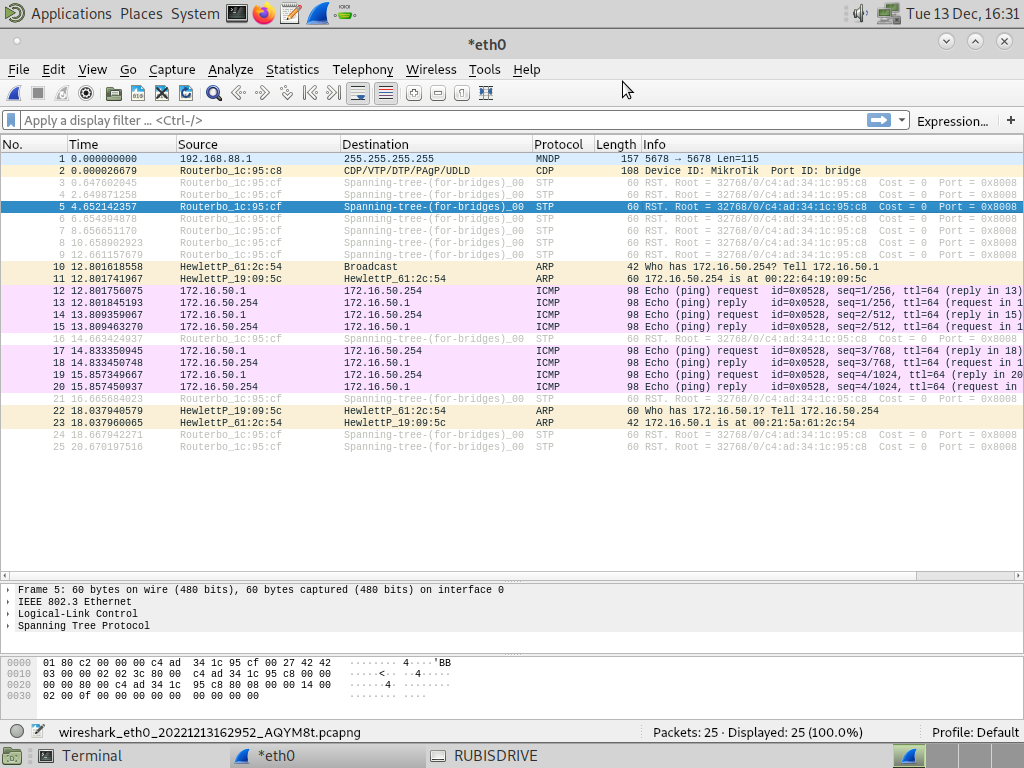 Applications Places System Tue 13 Dec, 16:31
*eth0
File Edit View Go Capture Analyze Statistics Telephony Wireless Tools Help
Apply a display filter ... <Ctrl-/> Expression... +
No. Time Source Destination Protocol Length Info
1 0.000000000 192.168.88.1 255.255.255.255 MNDP 157 5678 → 5678 Len=115
2 0.000026679 Routerbo_1c:95:c8 CDP/VTP/DTP/PAgP/UDLD CDP 108 Device ID: MikroTik Port ID: bridge
3 0.647602045 Routerbo_1c:95:cf Spanning-tree-(for-bridges)_00 STP 60 RST. Root = 32768/0/c4:ad:34:1c:95:c8 Cost = 0 Port = 0x8008
4 2.649871258 Routerbo_1c:95:cf Spanning-tree-(for-bridges)_00 STP 60 RST. Root = 32768/0/c4:ad:34:1c:95:c8 Cost = 0 Port = 0x8008
5 4.652142357 Routerbo_1c:95:cf Spanning-tree-(for-bridges)_00 STP 60 RST. Root = 32768/0/c4:ad:34:1c:95:c8 Cost = 0 Port = 0x8008
6 6.654394878 Routerbo_1c:95:cf Spanning-tree-(for-bridges)_00 STP 60 RST. Root = 32768/0/c4:ad:34:1c:95:c8 Cost = 0 Port = 0x8008
7 8.656651170 Routerbo_1c:95:cf Spanning-tree-(for-bridges)_00 STP 60 RST. Root = 32768/0/c4:ad:34:1c:95:c8 Cost = 0 Port = 0x8008
8 10.658902923 Routerbo_1c:95:cf Spanning-tree-(for-bridges)_00 STP 60 RST. Root = 32768/0/c4:ad:34:1c:95:c8 Cost = 0 Port = 0x8008
9 12.661157679 Routerbo_1c:95:cf Spanning-tree-(for-bridges)_00 STP 60 RST. Root = 32768/0/c4:ad:34:1c:95:c8 Cost = 0 Port = 0x8008
10 12.801618558 HewlettP_61:2c:54 Broadcast ARP 42 Who has 172.16.50.254? Tell 172.16.50.1
11 12.801741967 HewlettP_19:09:5c HewlettP_61:2c:54 ARP 60 172.16.50.254 is at 00:22:64:19:09:5c
12 12.801756075 172.16.50.1 172.16.50.254 ICMP 98 Echo (ping) request id=0x0528, seq=1/256, ttl=64 (reply in 13)
13 12.801845193 172.16.50.254 172.16.50.1 ICMP 98 Echo (ping) reply id=0x0528, seq=1/256, ttl=64 (request in 1
14 13.809359067 172.16.50.1 172.16.50.254 ICMP 98 Echo (ping) request id=0x0528, seq=2/512, ttl=64 (reply in 15)
15 13.809463270 172.16.50.254 172.16.50.1 ICMP 98 Echo (ping) reply id=0x0528, seq=2/512, ttl=64 (request in 1
16 14.663424937 Routerbo_1c:95:cf Spanning-tree-(for-bridges)_00 STP 60 RST. Root = 32768/0/c4:ad:34:1c:95:c8 Cost = 0 Port = 0x8008
17 14.833350945 172.16.50.1 172.16.50.254 ICMP 98 Echo (ping) request id=0x0528, seq=3/768, ttl=64 (reply in 18)
18 14.833450748 172.16.50.254 172.16.50.1 ICMP 98 Echo (ping) reply id=0x0528, seq=3/768, ttl=64 (request in 1
19 15.857349667 172.16.50.1 172.16.50.254 ICMP 98 Echo (ping) request id=0x0528, seq=4/1024, ttl=64 (reply in 20
20 15.857450937 172.16.50.254 172.16.50.1 ICMP 98 Echo (ping) reply id=0x0528, seq=4/1024, ttl=64 (request in
21 16.665684023 Routerbo_1c:95:cf Spanning-tree-(for-bridges)_00 STP 60 RST. Root = 32768/0/c4:ad:34:1c:95:c8 Cost = 0 Port = 0x8008
22 18.037940579 HewlettP_19:09:5c HewlettP_61:2c:54 ARP 60 Who has 172.16.50.1? Tell 172.16.50.254
23 18.037960065 HewlettP_61:2c:54 HewlettP_19:09:5c ARP 42 172.16.50.1 is at 00:21:5a:61:2c:54
24 18.667942271 Routerbo_1c:95:cf Spanning-tree-(for-bridges)_00 STP 60 RST. Root = 32768/0/c4:ad:34:1c:95:c8 Cost = 0 Port = 0x8008
25 20.670197516 Routerbo_1c:95:cf Spanning-tree-(for-bridges)_00 STP 60 RST. Root = 32768/0/c4:ad:34:1c:95:c8 Cost = 0 Port = 0x8008
Frame 5: 60 bytes on wire (480 bits), 60 bytes captured (480 bits) on interface 0
IEEE 802.3 Ethernet
Logical-Link Control
Spanning Tree Protocol
0000 01 80 c2 00 00 00 c4 ad 34 1c 95 cf 00 27 42 42 ········ 4····'BB
0010 03 00 00 02 02 3c 80 00 c4 ad 34 1c 95 c8 00 00 ·····<·· ··4·····
0020 00 00 80 00 c4 ad 34 1c 95 c8 80 08 00 00 14 00 ······4· ········
0030 02 00 0f 00 00 00 00 00 00 00 00 00 ········ ····
wireshark_eth0_20221213162952_AQYM8t.pcapng Packets: 25 · Displayed: 25 (100.0%) Profile: Default
Terminal *eth0 RUBISDRIVE